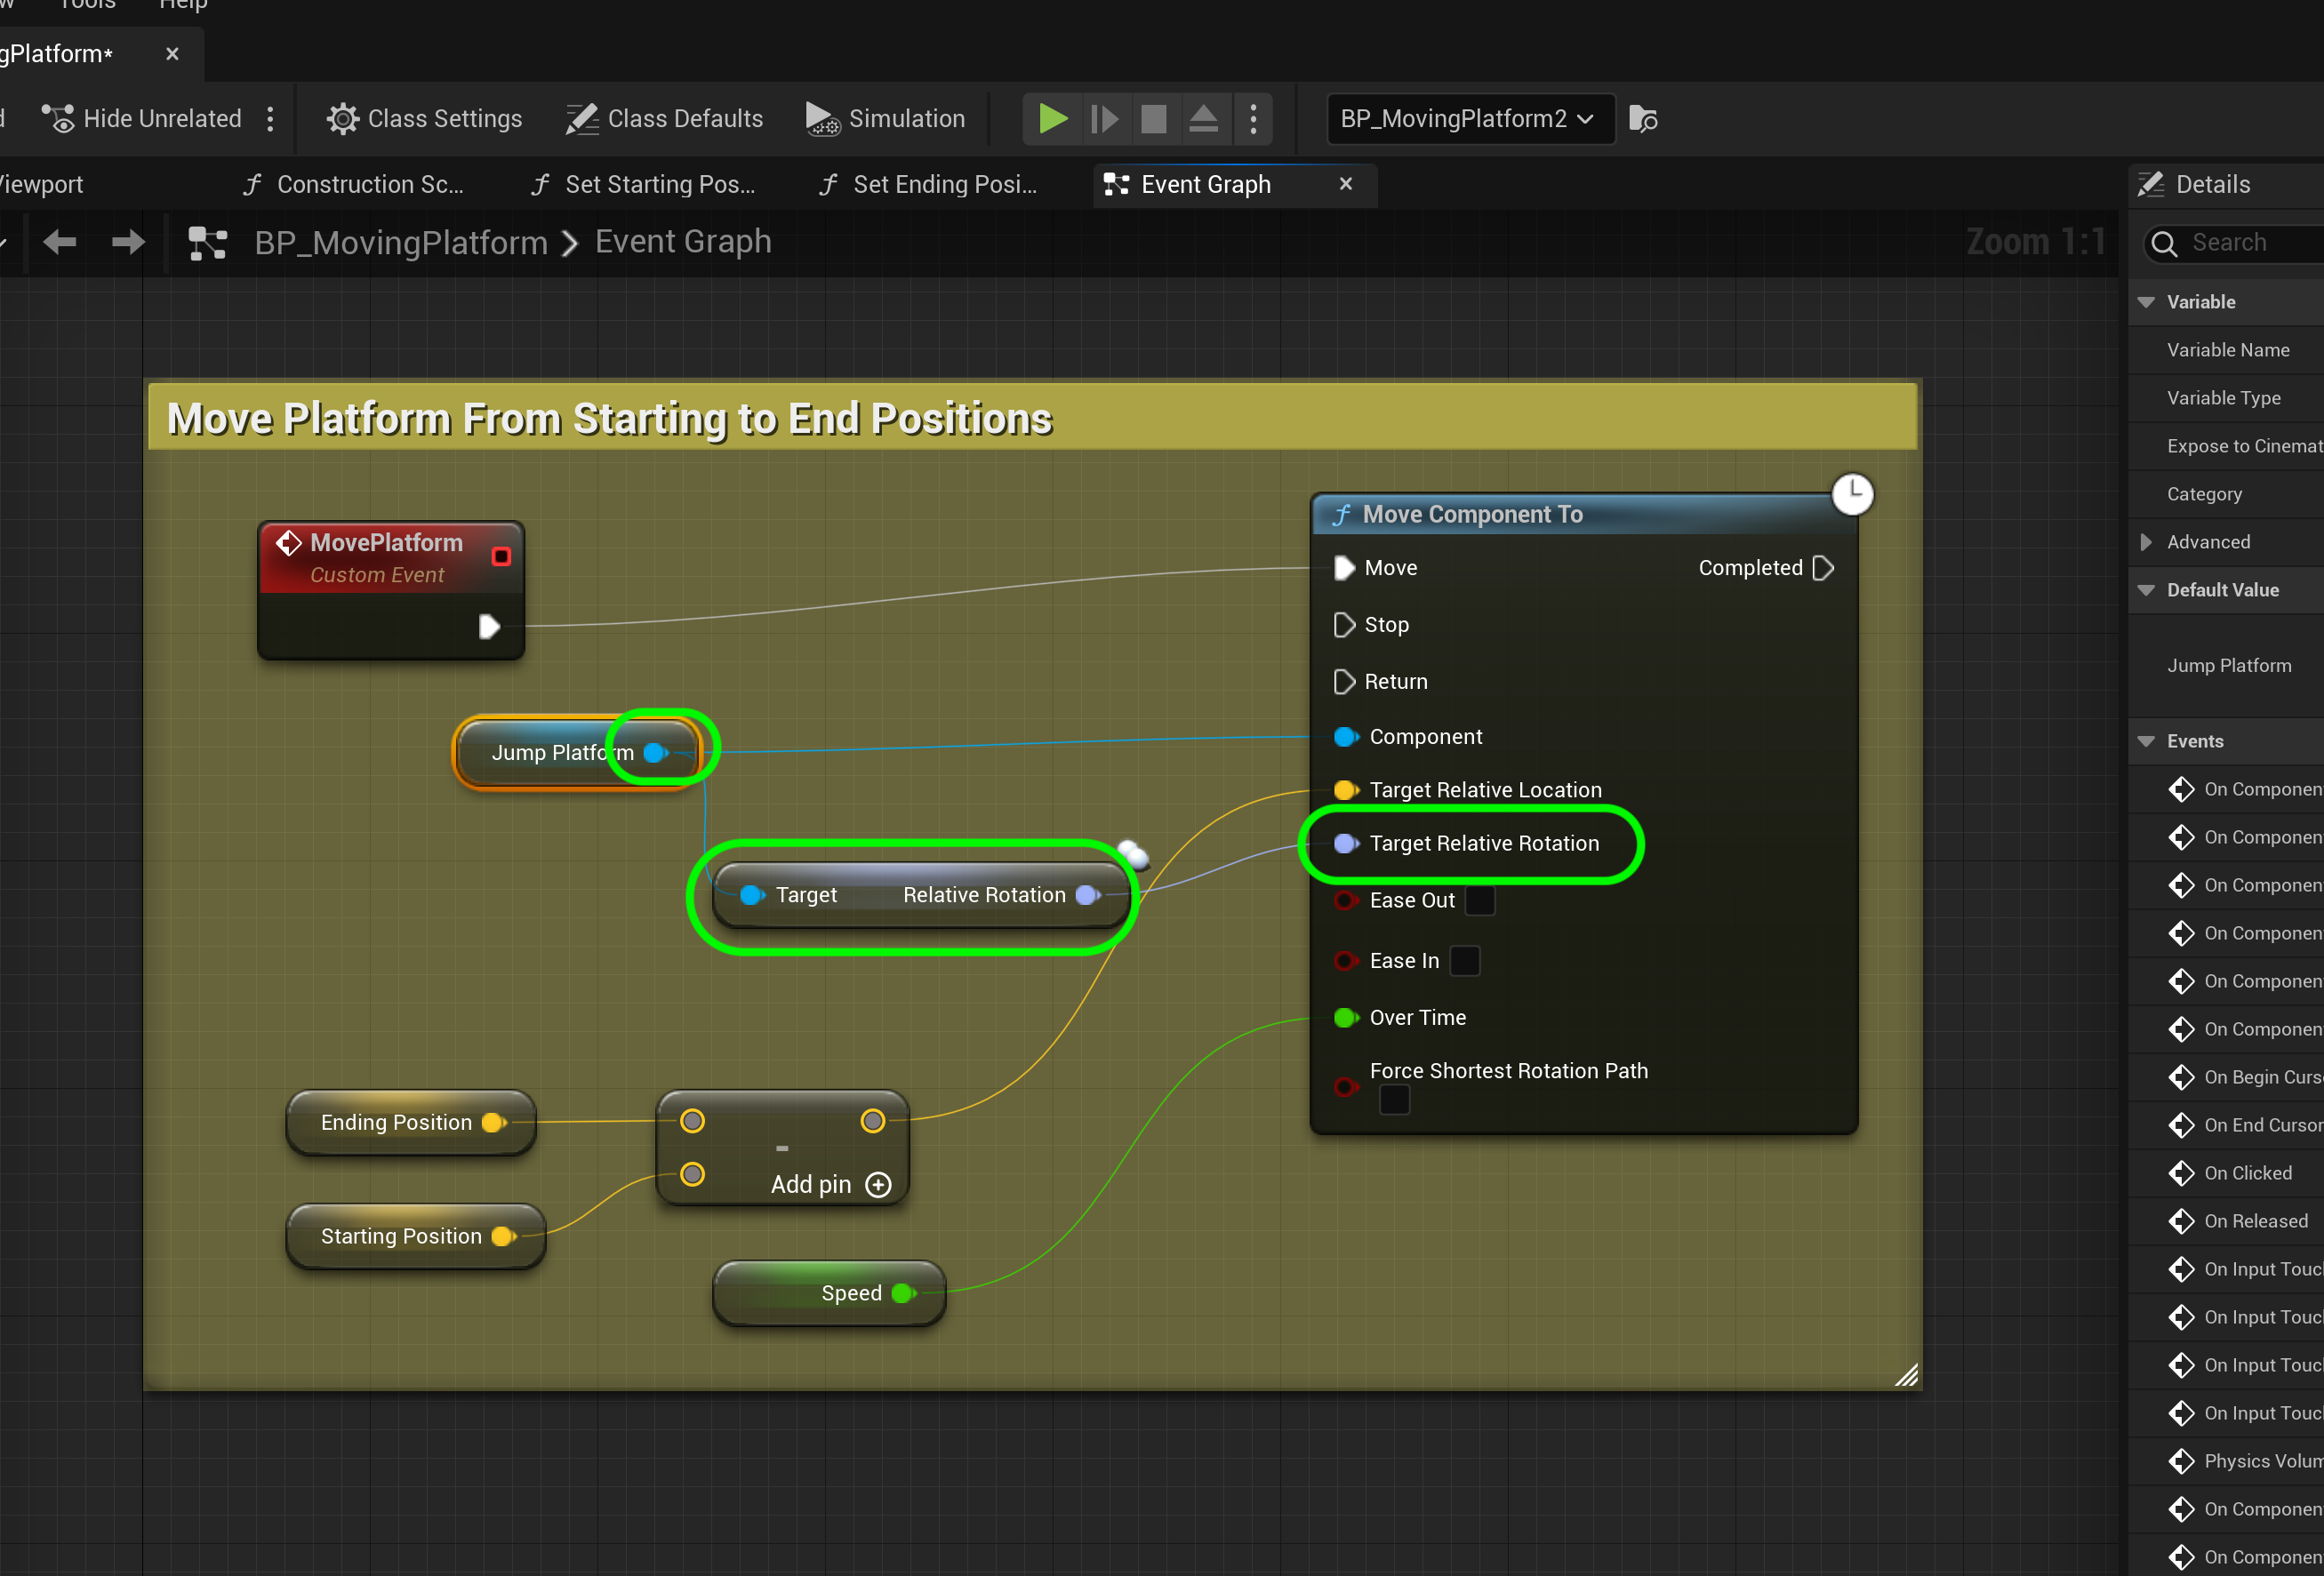 Tools Help
gPlatform*
Hide Unrelated Class Settings Class Defaults Simulation BP_MovingPlatform2
Viewport Construction Sc... Set Starting Pos... Set Ending Posi... Event Graph Details
BP_MovingPlatform > Event Graph Zoom 1:1 Search
Variable
Variable Name
Variable Type
Expose to Cinemat
Category
Advanced
Default Value
Jump Platform
Events
On Componen
On Componen
On Componen
On Componen
On Componen
On Componen
On Begin Curs
On End Cursor
On Clicked
On Released
On Input Touc
On Input Touc
On Input Touc
On Input Touc
Physics Volum
On Componen
On Componen
Move Platform From Starting to End Positions
MovePlatform
Custom Event
Jump Platform
Target Relative Rotation
Ending Position
Starting Position
-
Add pin
Speed
Move Component To
Move Completed
Stop
Return
Component
Target Relative Location
Target Relative Rotation
Ease Out
Ease In
Over Time
Force Shortest Rotation Path